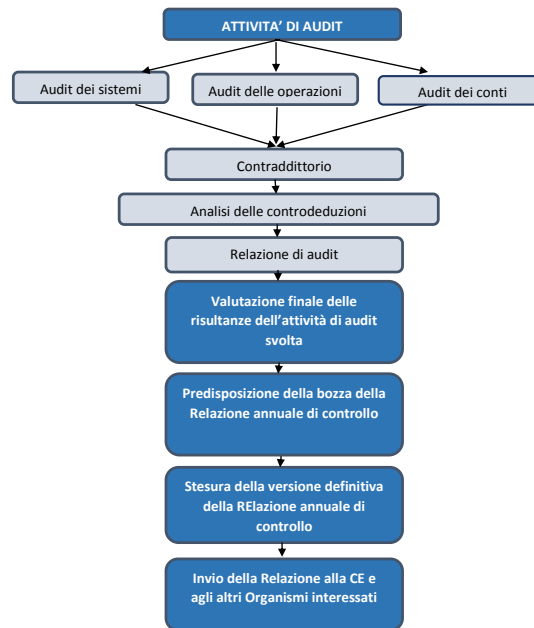 ATTIVITA’ DI AUDIT
Audit dei sistemi
Audit delle operazioni
Audit dei conti
Contraddittorio
Analisi delle controdeduzioni
Relazione di audit
Valutazione finale delle
risultanze dell’attività di audit
svolta
Predisposizione della bozza della
Relazione annuale di controllo
Stesura della versione definitiva
della RElazione annuale di
controllo
Invio della Relazione alla CE e
agli altri Organismi interessati